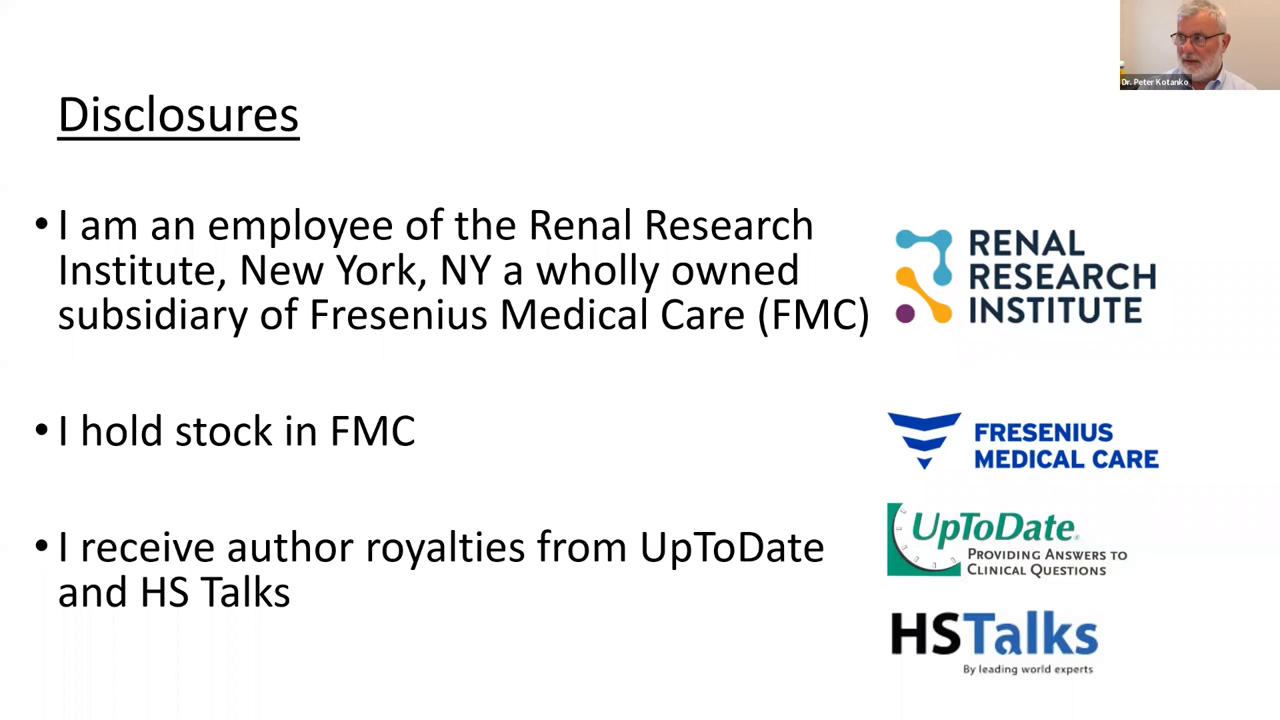 Dr. Peter Kotanko
Disclosures
• I am an employee of the Renal Research
Institute, New York, NY a wholly owned
subsidiary of Fresenius Medical Care (FMC)
RENAL
RESEARCH
INSTITUTE
• I hold stock in FMC
FRESENIUS
MEDICAL CARE
• I receive author royalties from UpToDate
and HS Talks
UpToDate®
PROVIDING ANSWERS TO
CLINICAL QUESTIONS
HSTalks
By leading world experts